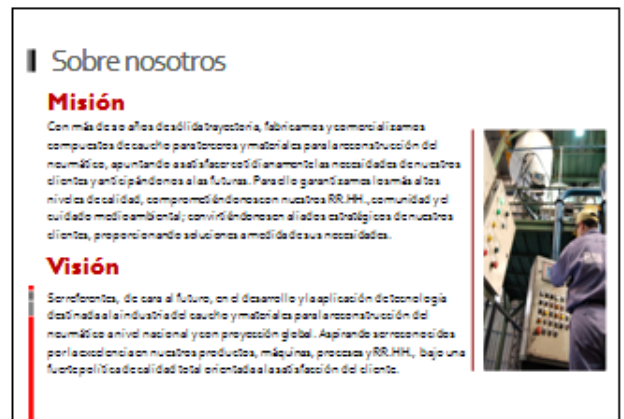 Sobre nosotros
Misión
Con más de 50 años de sólida trayectoria, fabricamos y comercializamos
compuestos de caucho para terceros y materiales para la reconstrucción del
neumático, apuntando a satisfacer cotidianamente las necesidades de nuestros
clientes y anticipándonos a las futuras. Para ello garantizamos los más altos
niveles de calidad, comprometiéndonos con nuestros RR.HH., comunidad y el
cuidado medioambiental; convirtiéndonos en aliados estratégicos de nuestros
clientes, proporcionando soluciones a medida de sus necesidades.
Visión
Ser referentes, de cara al futuro, en el desarrollo y la aplicación de tecnología
destinada a la industria del caucho y materiales para la reconstrucción del
neumático a nivel nacional y con proyección global. Aspirando ser reconocidos
por la excelencia en nuestros productos, máquinas, procesos y RR.HH., bajo una
fuerte política de calidad total orientada a la satisfacción del cliente.